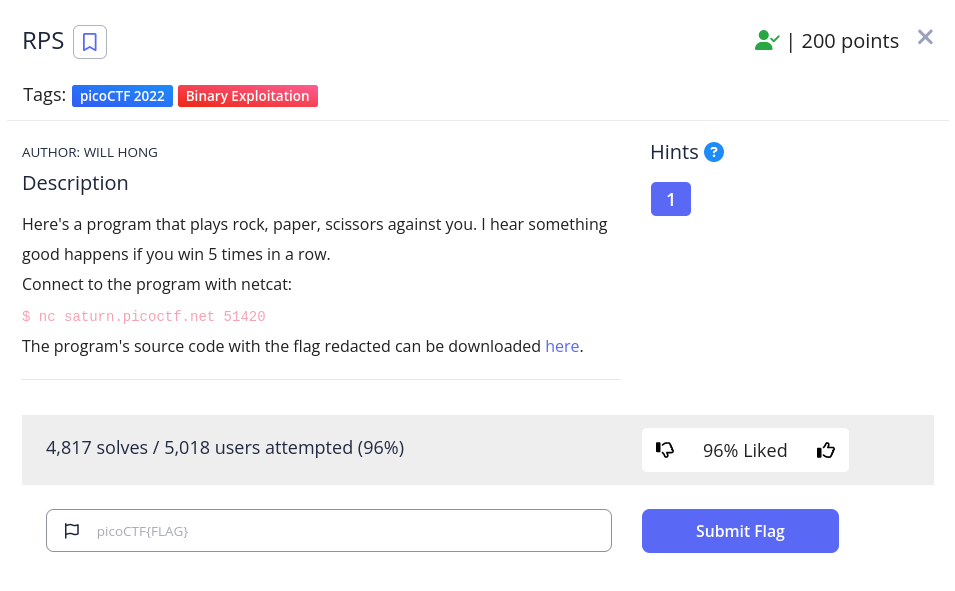 RPS | 200 points ×
Tags: picoCTF 2022 Binary Exploitation
AUTHOR: WILL HONG
Description
Here's a program that plays rock, paper, scissors against you. I hear something
good happens if you win 5 times in a row.
Connect to the program with netcat:
$ nc saturn.picoctf.net 51420
The program's source code with the flag redacted can be downloaded here.
Hints ?
1
4,817 solves / 5,018 users attempted (96%)
96% Liked
picoCTF{FLAG}
Submit Flag